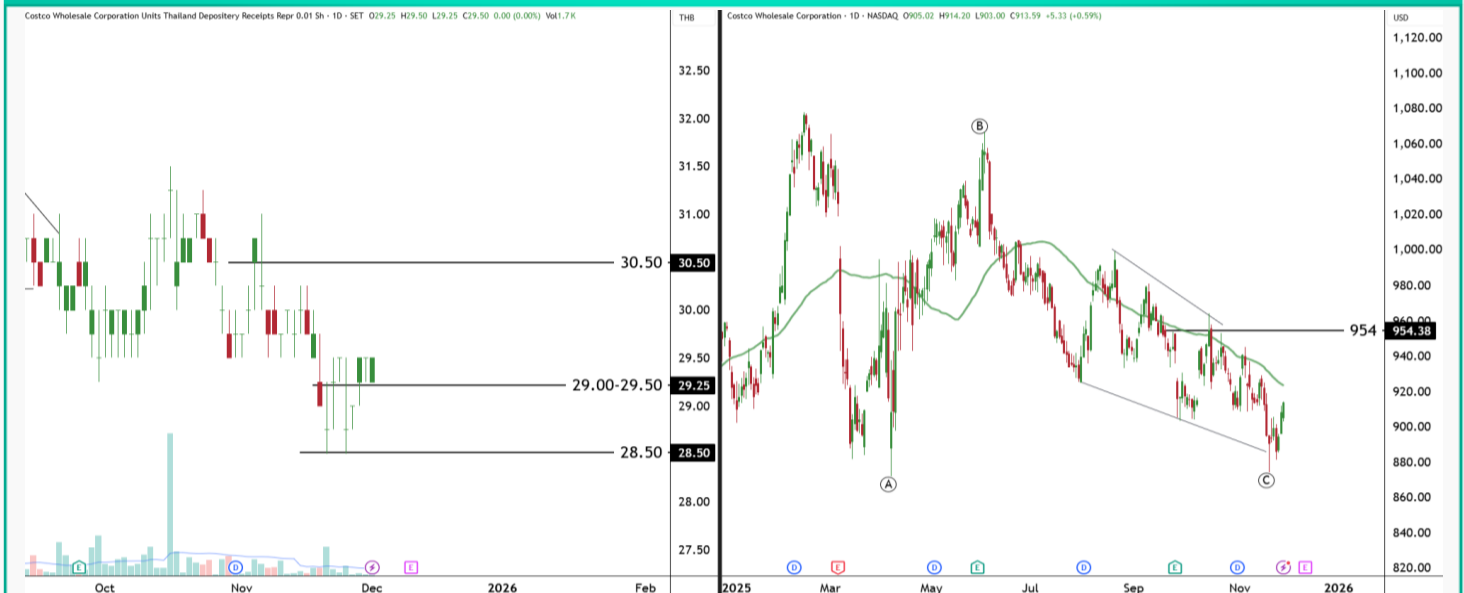 Costco Wholesale Corporation Units Thailand Depositery Receipts Repr 0.01 Sh · 1D · SET O29.25 H29.50 L29.25 C29.50 0.00 (0.00%) Vol1.7 K
THB
32.50
32.00
31.50
31.00
30.50 30.50
30.00
29.50
29.00-29.50 29.25
29.00
28.50 28.50
28.00
27.50
E D E
Oct Nov Dec 2026 Feb
Costco Wholesale Corporation · 1D · NASDAQ O905.02 H914.20 L903.00 C913.59 +5.33 (+0.59%)
USD
1,120.00
1,100.00
1,080.00
B
1,060.00
1,040.00
1,020.00
1,000.00
980.00
960.00
954 954.38
940.00
920.00
900.00
880.00
A C
860.00
840.00
820.00
D E D E D E D E
2025 Mar May Jul Sep Nov 2026